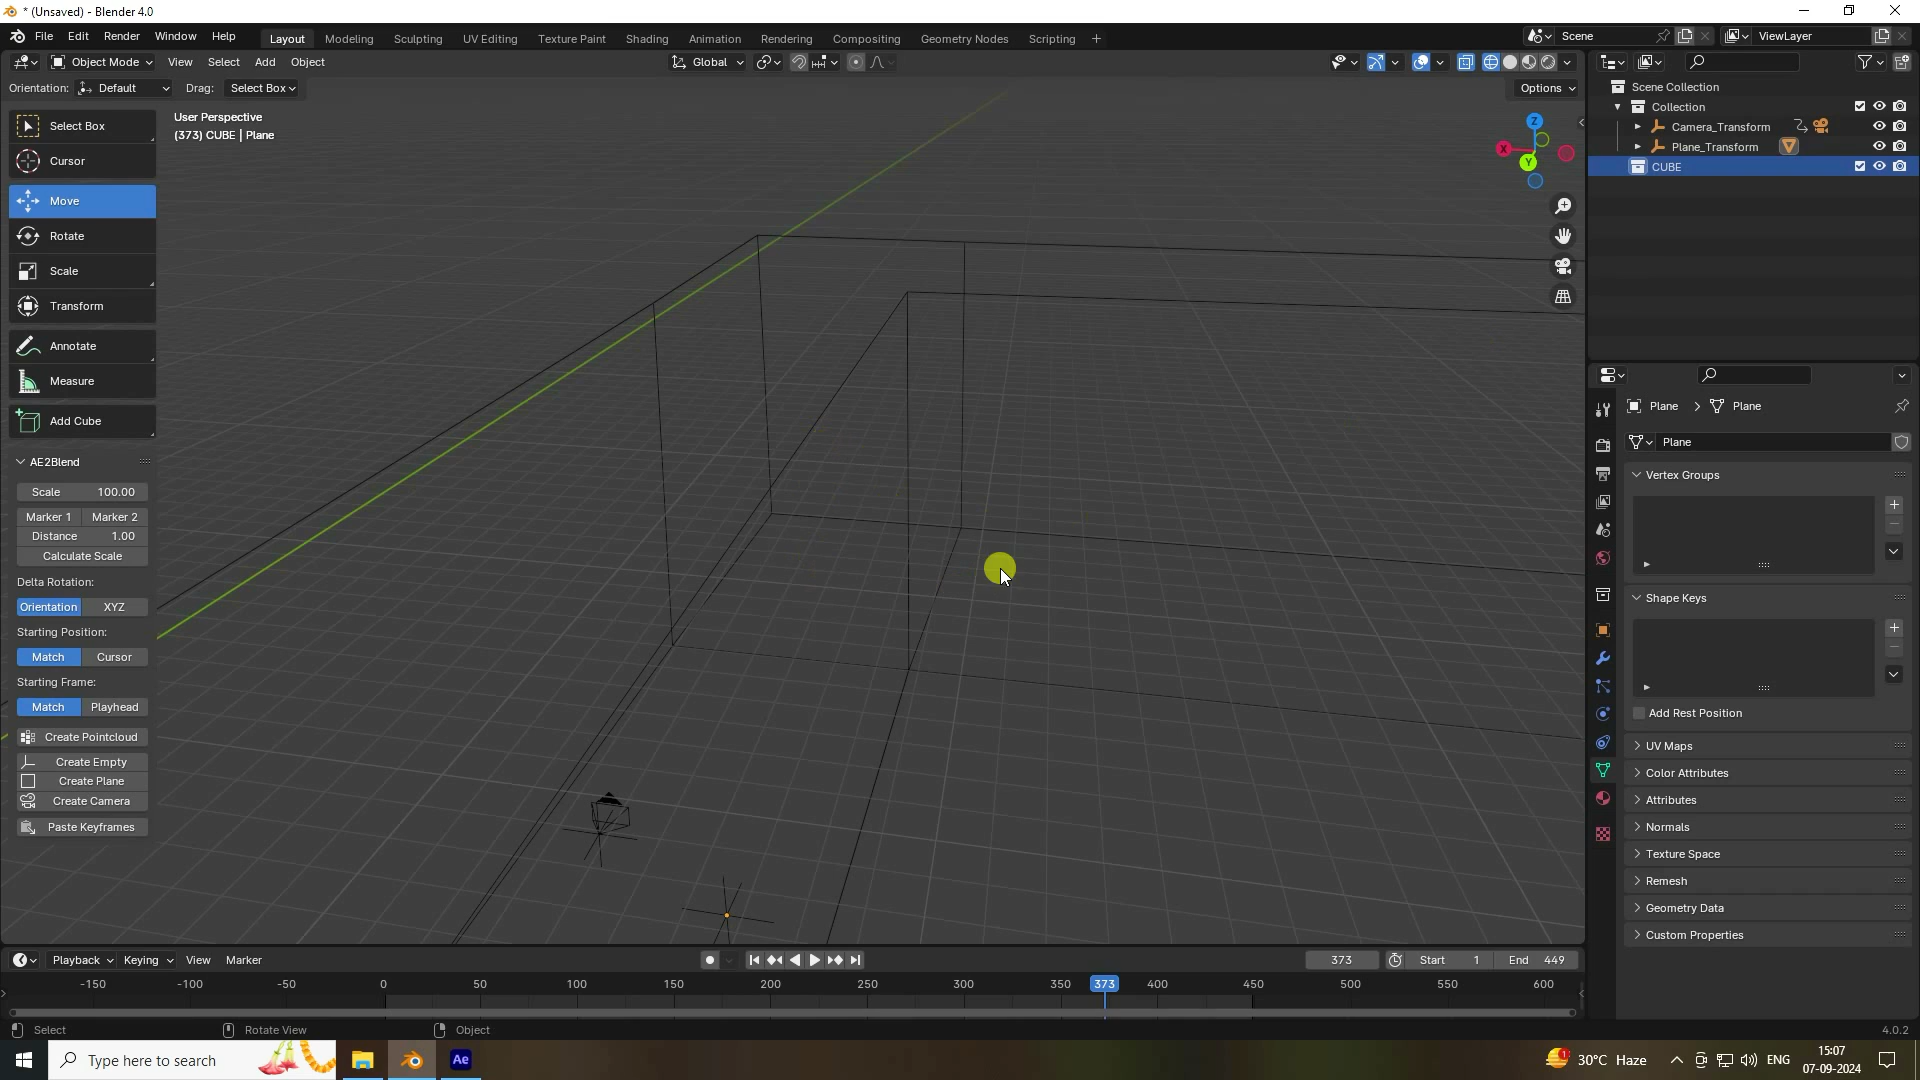 * (Unsaved) - Blender 4.0
File Edit Render Window Help Layout Modeling Sculpting UV Editing Texture Paint Shading Animation Rendering Compositing Geometry Nodes Scripting + Scene ViewLayer
Object Mode View Select Add Object Global
Orientation: Default Drag: Select Box Options
User Perspective
(373) CUBE | Plane
Select Box
Cursor
Move
Rotate
Scale
Transform
Annotate
Measure
Add Cube
AE2Blend
Scale 100.00
Marker 1 Marker 2
Distance 1.00
Calculate Scale
Delta Rotation:
Orientation XYZ
Starting Position:
Match Cursor
Starting Frame:
Match Playhead
Create Pointcloud
Create Empty
Create Plane
Create Camera
Paste Keyframes
Z
X
Y
Scene Collection
Collection
Camera_Transform
Plane_Transform
CUBE
Plane > Plane
Plane
Vertex Groups
Shape Keys
Add Rest Position
UV Maps
Color Attributes
Attributes
Normals
Texture Space
Remesh
Geometry Data
Custom Properties
Playback Keying View Marker 373 Start 1 End 449
-150 -100 -50 0 50 100 150 200 250 300 350 373 400 450 500 550 600
Select Rotate View Object 4.0.2
Type here to search Ae 1 30°C Haze ENG 15:07
07-09-2024